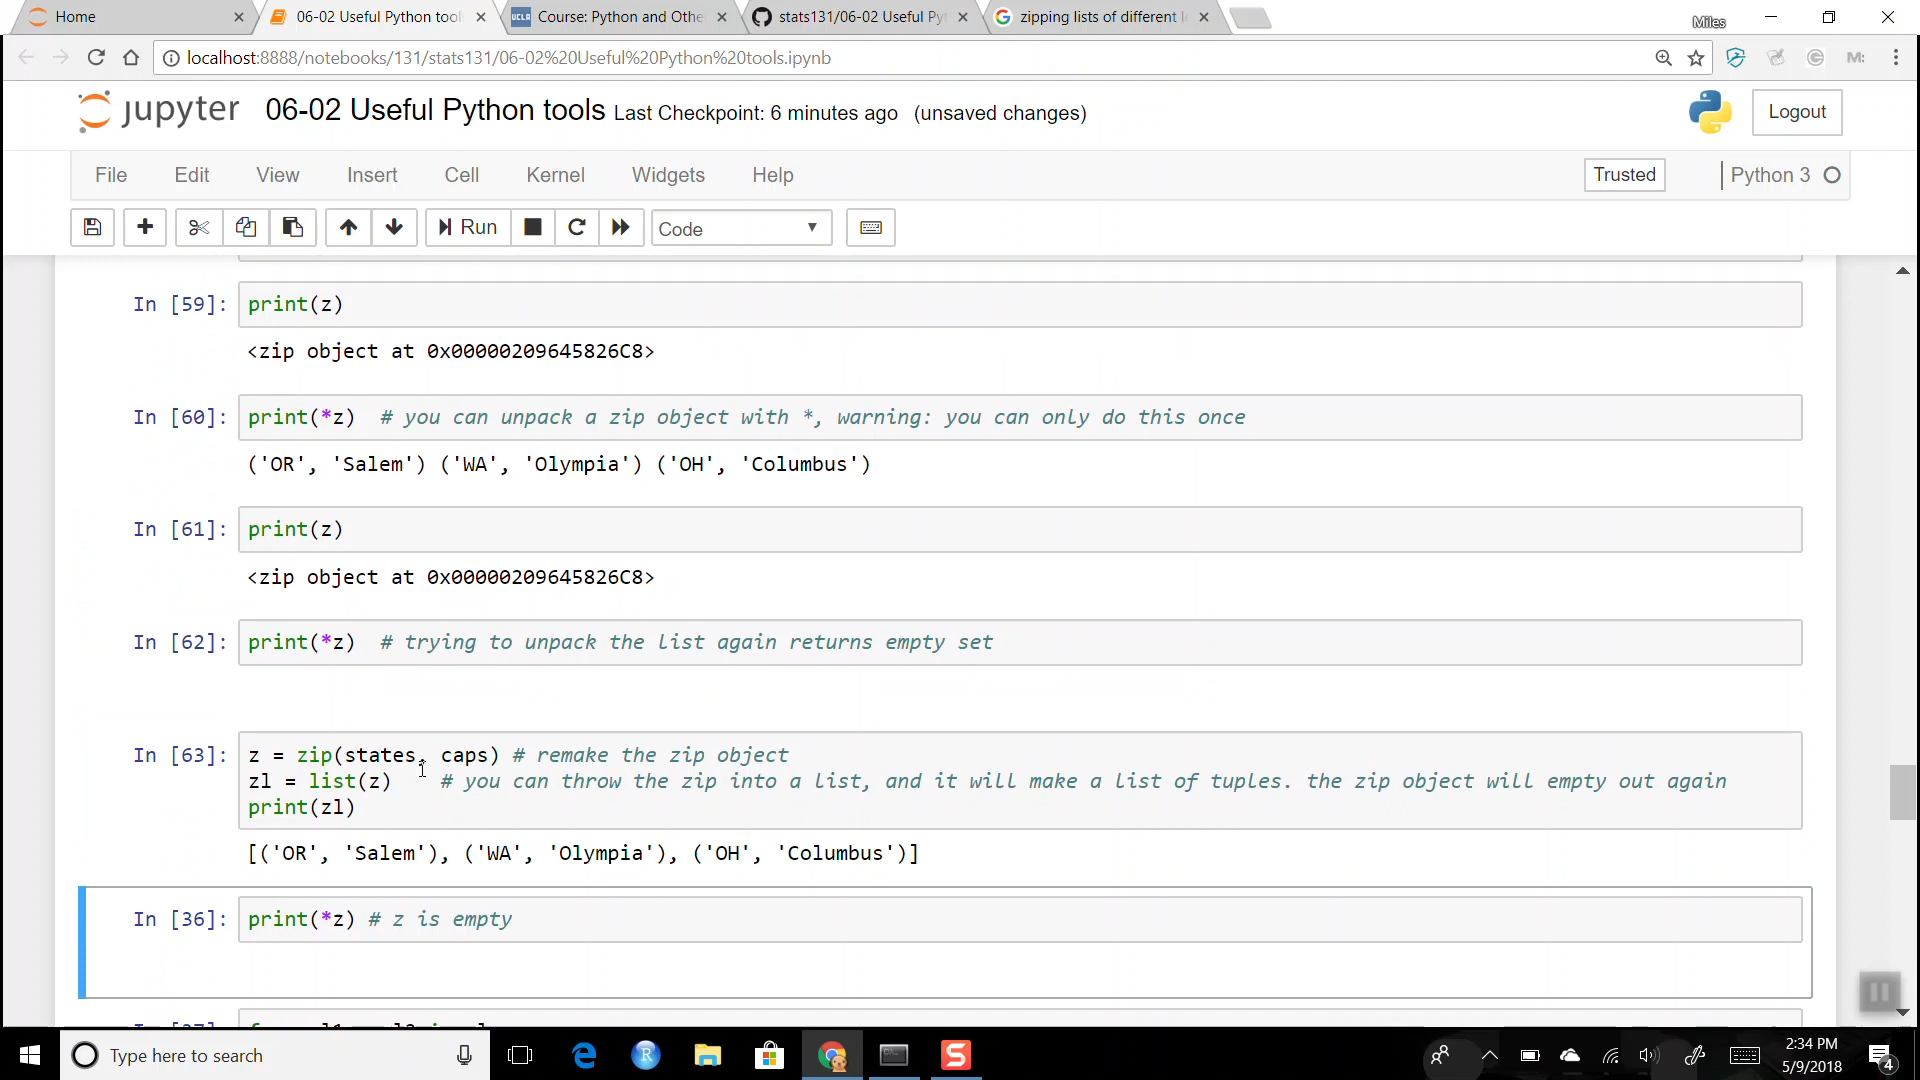 Home
06-02 Useful Python tool
UCLA Course: Python and Othe
stats131/06-02 Useful Py
zipping lists of different l
Miles
localhost:8888/notebooks/131/stats131/06-02%20Useful%20Python%20tools.ipynb
M:
jupyter 06-02 Useful Python tools Last Checkpoint: 6 minutes ago (unsaved changes)
Logout
File Edit View Insert Cell Kernel Widgets Help Trusted Python 3
Run Code
In [59]: print(z)
<zip object at 0x00000209645826C8>
In [60]: print(*z)  # you can unpack a zip object with *, warning: you can only do this once
('OR', 'Salem') ('WA', 'Olympia') ('OH', 'Columbus')
In [61]: print(z)
<zip object at 0x00000209645826C8>
In [62]: print(*z)  # trying to unpack the list again returns empty set
In [63]: z = zip(states, caps) # remake the zip object
zl = list(z)    # you can throw the zip into a list, and it will make a list of tuples. the zip object will empty out again
print(zl)
[('OR', 'Salem'), ('WA', 'Olympia'), ('OH', 'Columbus')]
In [36]: print(*z) # z is empty
Type here to search
R
S
2:34 PM
5/9/2018
4